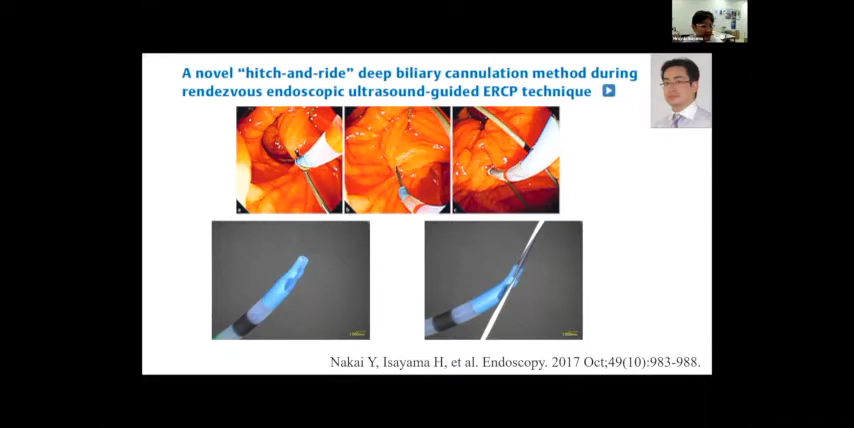 A novel “hitch-and-ride” deep biliary cannulation method during
rendezvous endoscopic ultrasound-guided ERCP technique
a
b
c
Nakai Y, Isayama H, et al. Endoscopy. 2017 Oct;49(10):983-988.